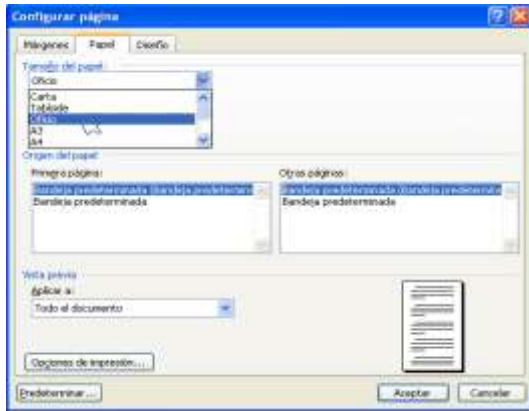 Configurar página
Márgenes Papel Diseño
Tamaño del papel:
Oficio
Carta
Tabloide
Oficio
A3
A4
Origen del papel
Primera página: Otras páginas:
Bandeja predeterminada (Bandeja predetermin Bandeja predeterminada (Bandeja predetermin
Bandeja predeterminada Bandeja predeterminada
Vista previa
Aplicar a:
Todo el documento
Opciones de impresión...
Predeterminar... Aceptar Cancelar